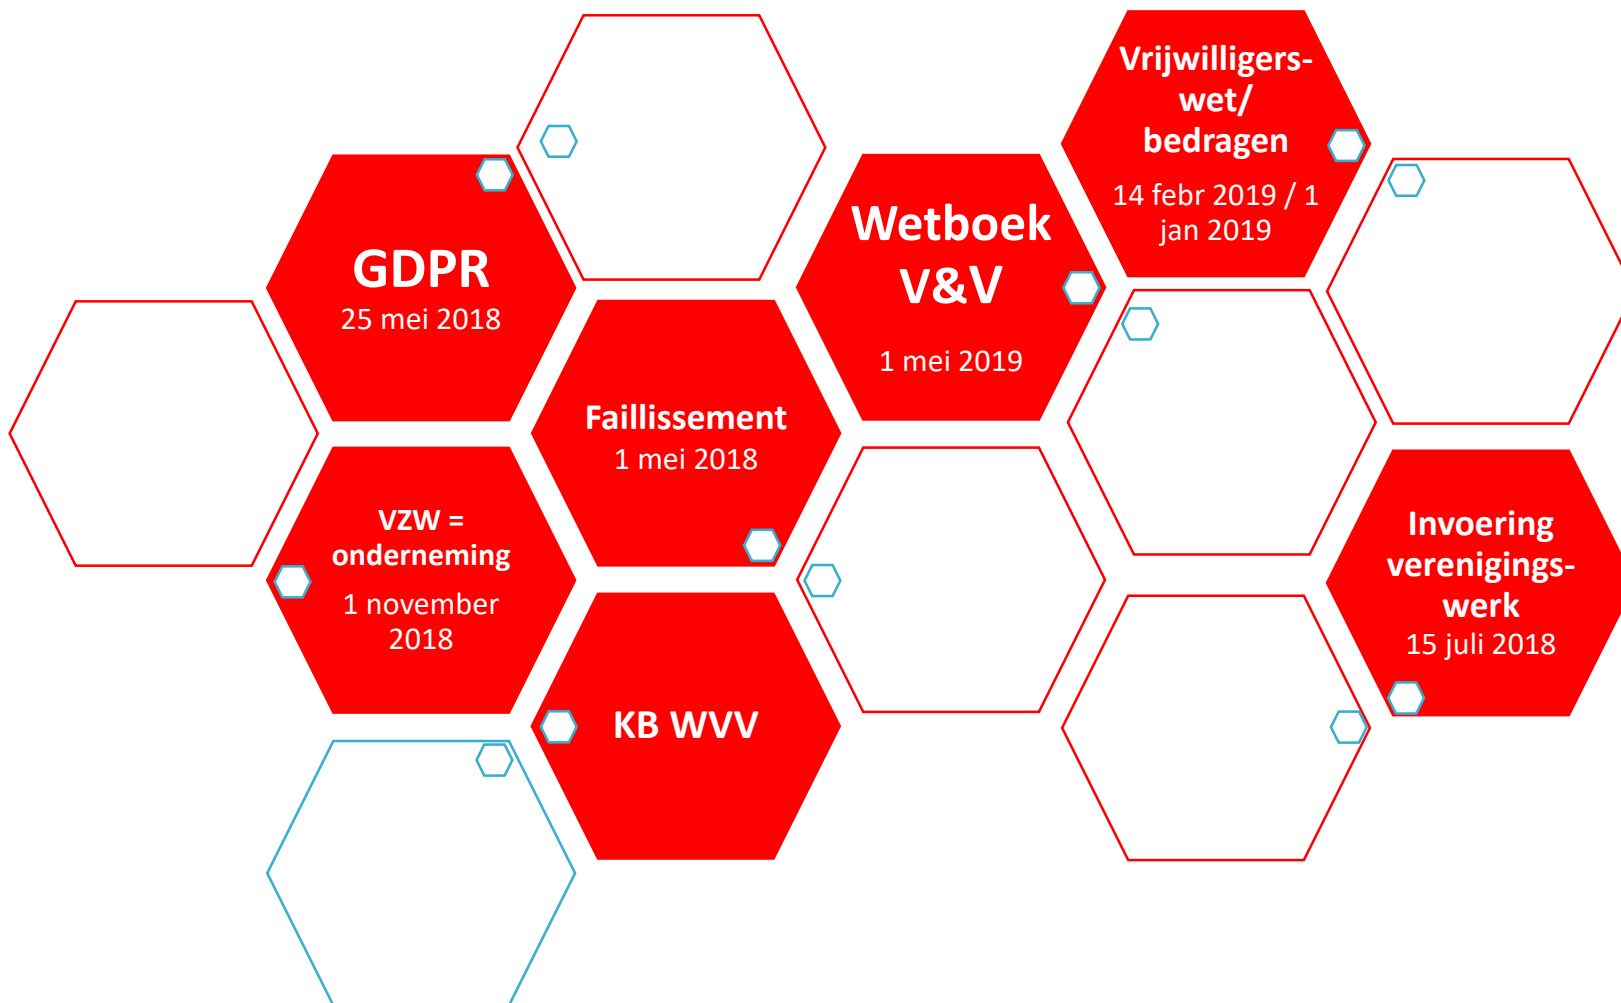 GDPR
25 mei 2018
VZW =
onderneming
1 november
2018
Faillissement
1 mei 2018
KB WVV
Wetboek
V&V
1 mei 2019
Vrijwilligers-
wet/
bedragen
14 febr 2019 / 1
jan 2019
Invoering
verenigings-
werk
15 juli 2018